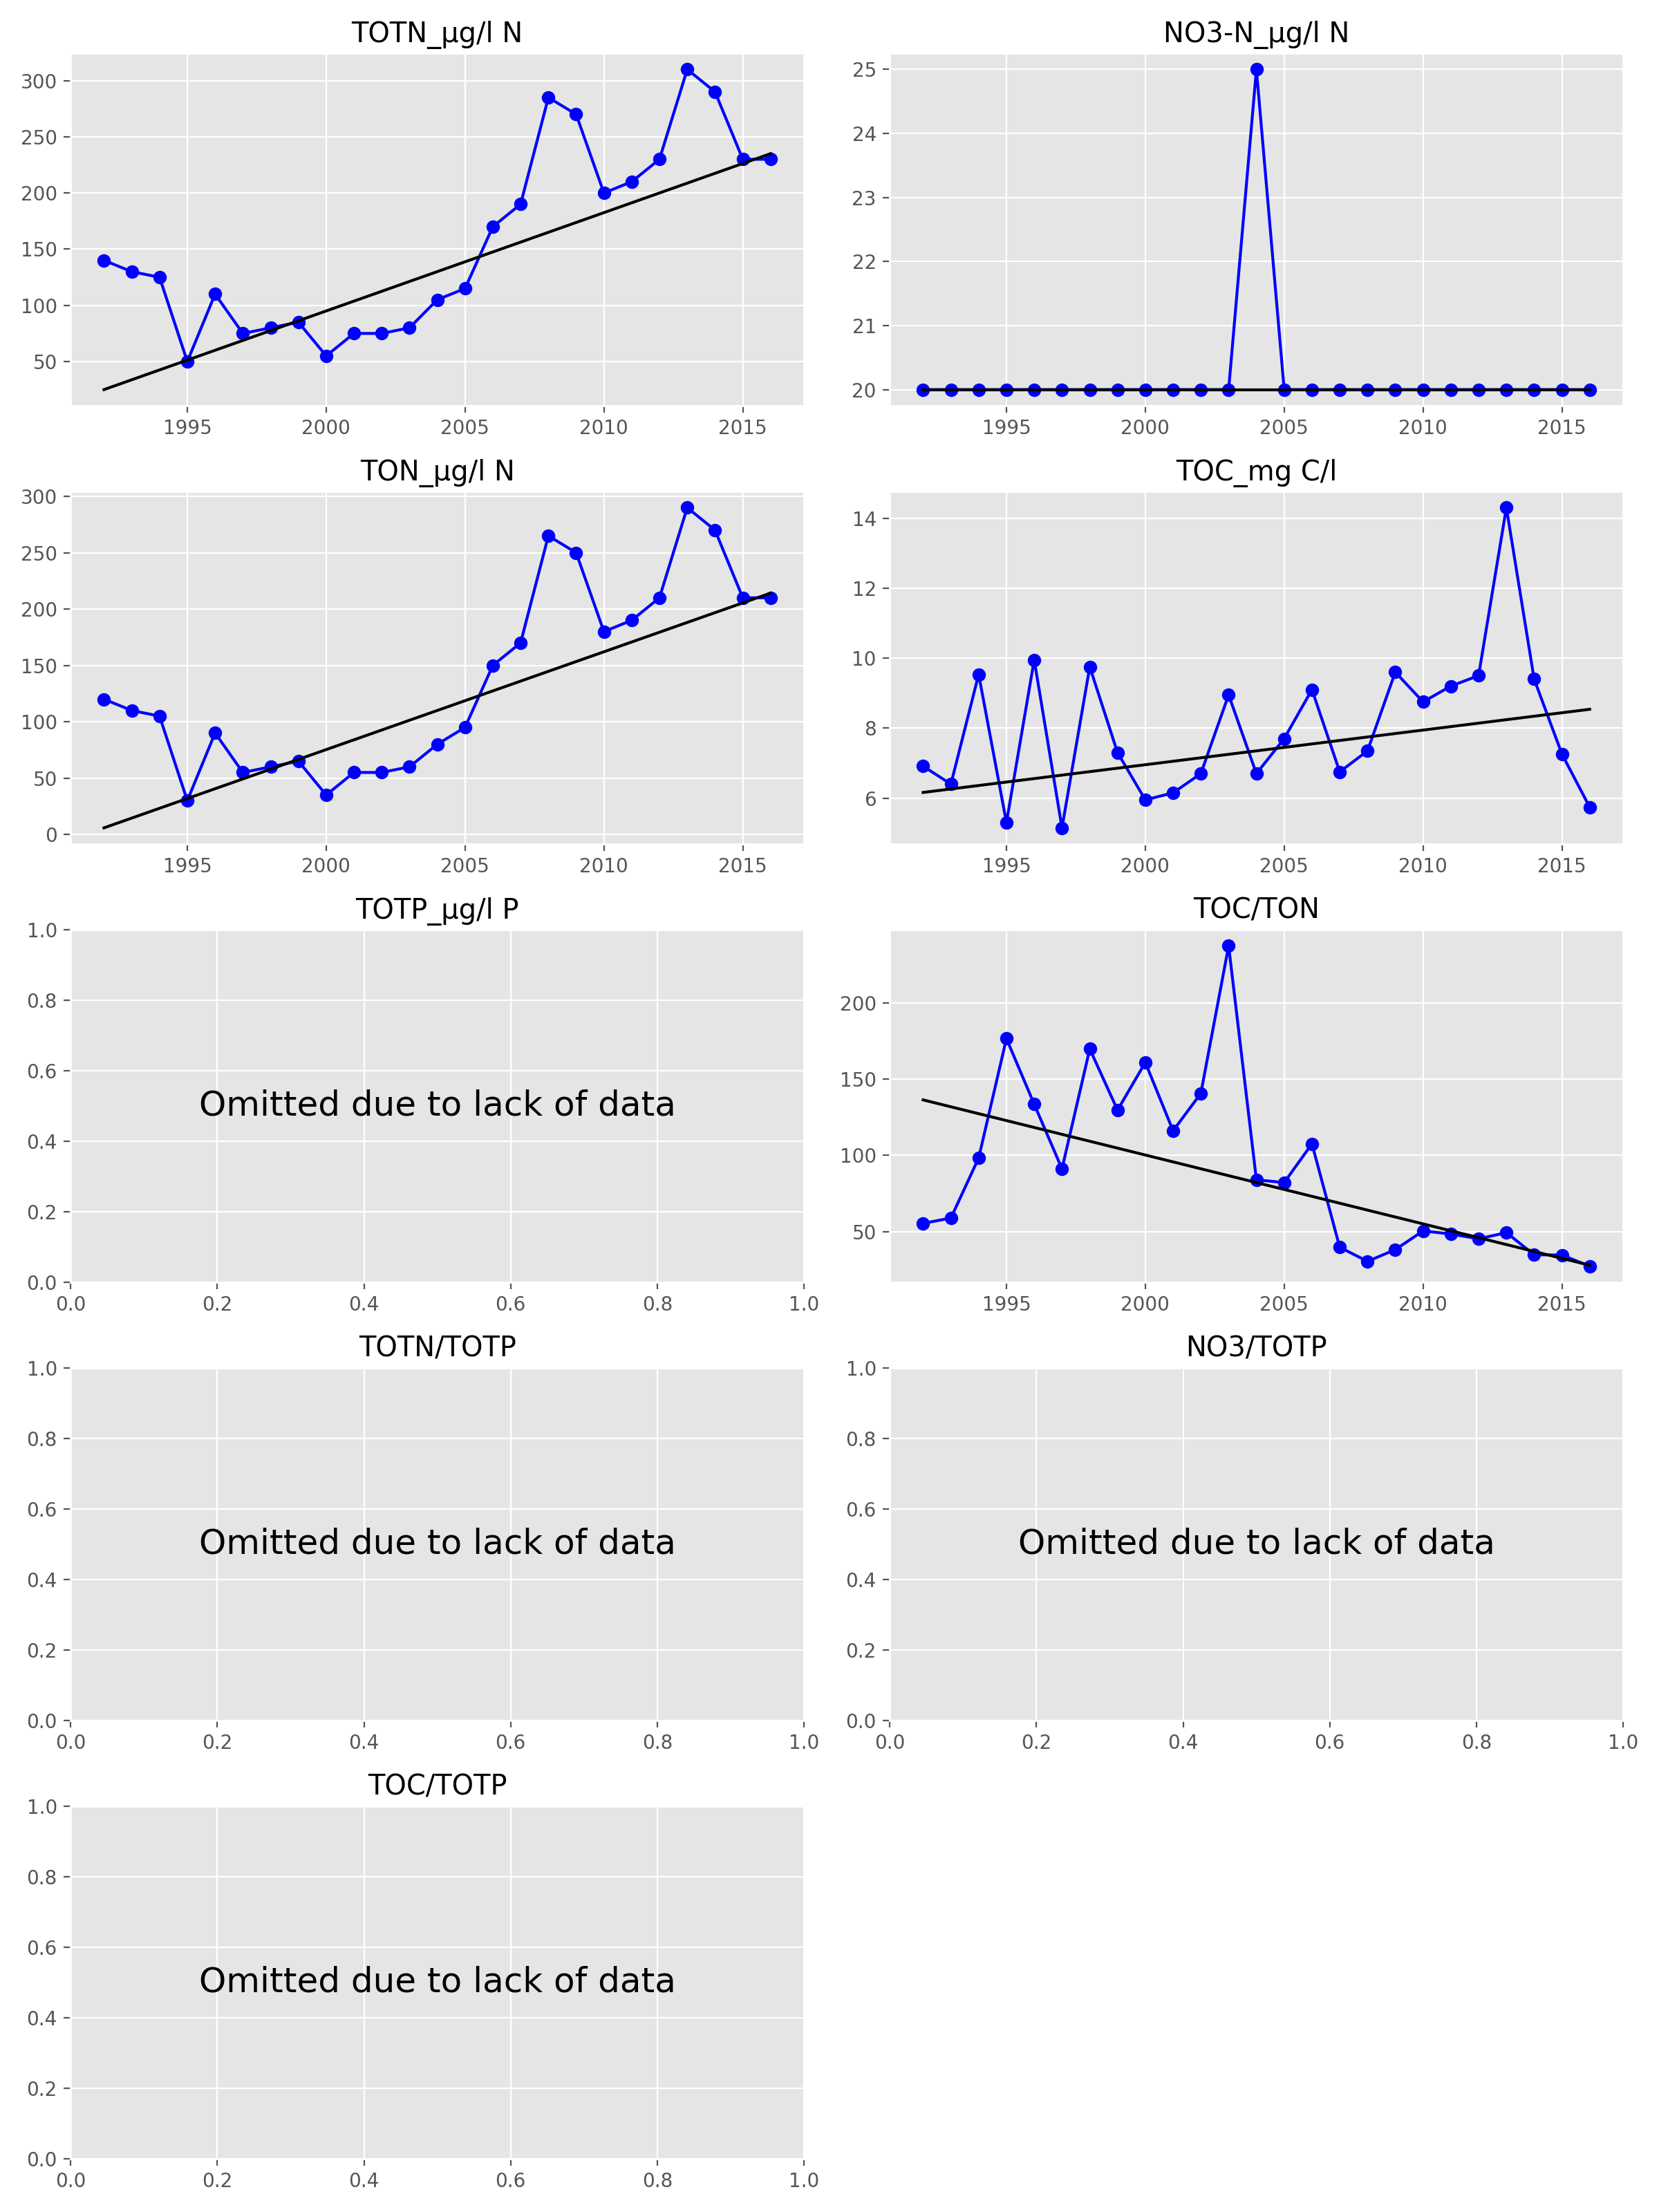 TOTN_µg/l N
300
250
200
150
100
50
1995 2000 2005 2010 2015
NO3-N_µg/l N
25
24
23
22
21
20
1995 2000 2005 2010 2015
TON_µg/l N
300
250
200
150
100
50
0
1995 2000 2005 2010 2015
TOC_mg C/l
14
12
10
8
6
1995 2000 2005 2010 2015
TOTP_µg/l P
1.0
0.8
0.6
Omitted due to lack of data
0.4
0.2
0.0
0.0 0.2 0.4 0.6 0.8 1.0
TOC/TON
200
150
100
50
1995 2000 2005 2010 2015
TOTN/TOTP
1.0
0.8
0.6
Omitted due to lack of data
0.4
0.2
0.0
0.0 0.2 0.4 0.6 0.8 1.0
NO3/TOTP
1.0
0.8
0.6
Omitted due to lack of data
0.4
0.2
0.0
0.0 0.2 0.4 0.6 0.8 1.0
TOC/TOTP
1.0
0.8
0.6
Omitted due to lack of data
0.4
0.2
0.0
0.0 0.2 0.4 0.6 0.8 1.0